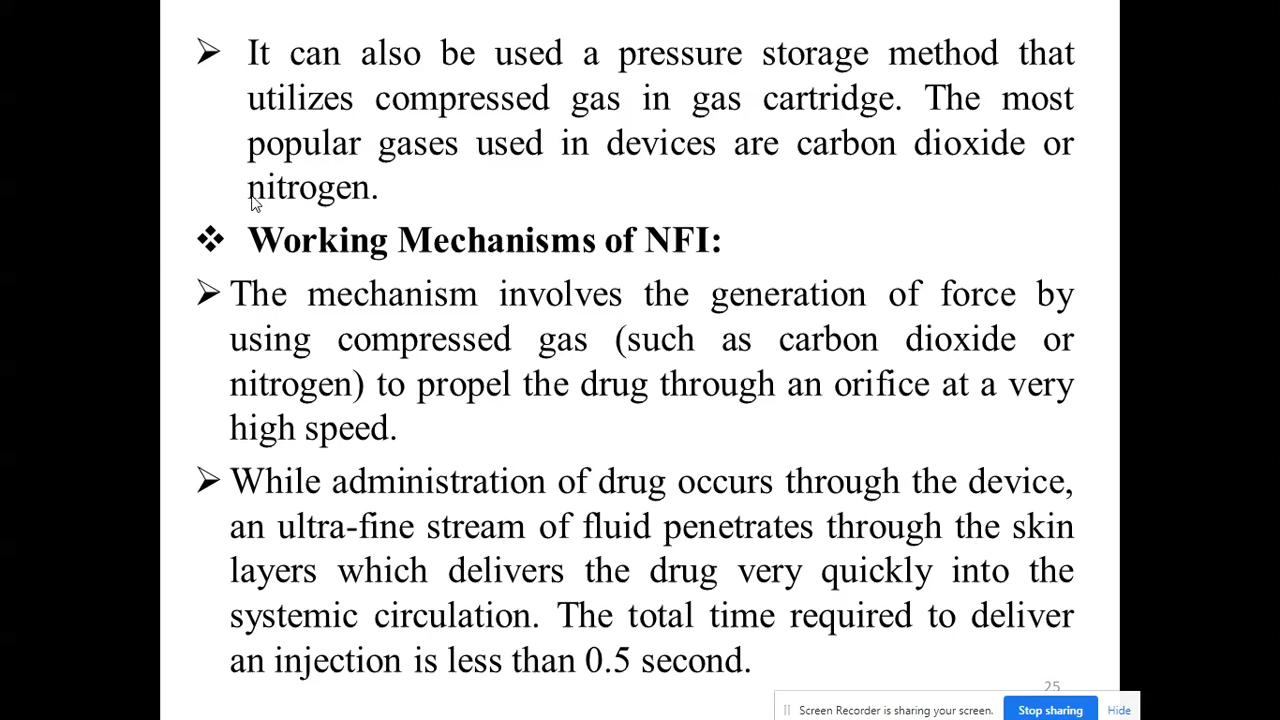 ➢ It can also be used a pressure storage method that
utilizes compressed gas in gas cartridge. The most
popular gases used in devices are carbon dioxide or
nitrogen.
❖ Working Mechanisms of NFI:
➢ The mechanism involves the generation of force by
using compressed gas (such as carbon dioxide or
nitrogen) to propel the drug through an orifice at a very
high speed.
➢ While administration of drug occurs through the device,
an ultra-fine stream of fluid penetrates through the skin
layers which delivers the drug very quickly into the
systemic circulation. The total time required to deliver
an injection is less than 0.5 second.
25
Screen Recorder is sharing your screen. Stop sharing Hide